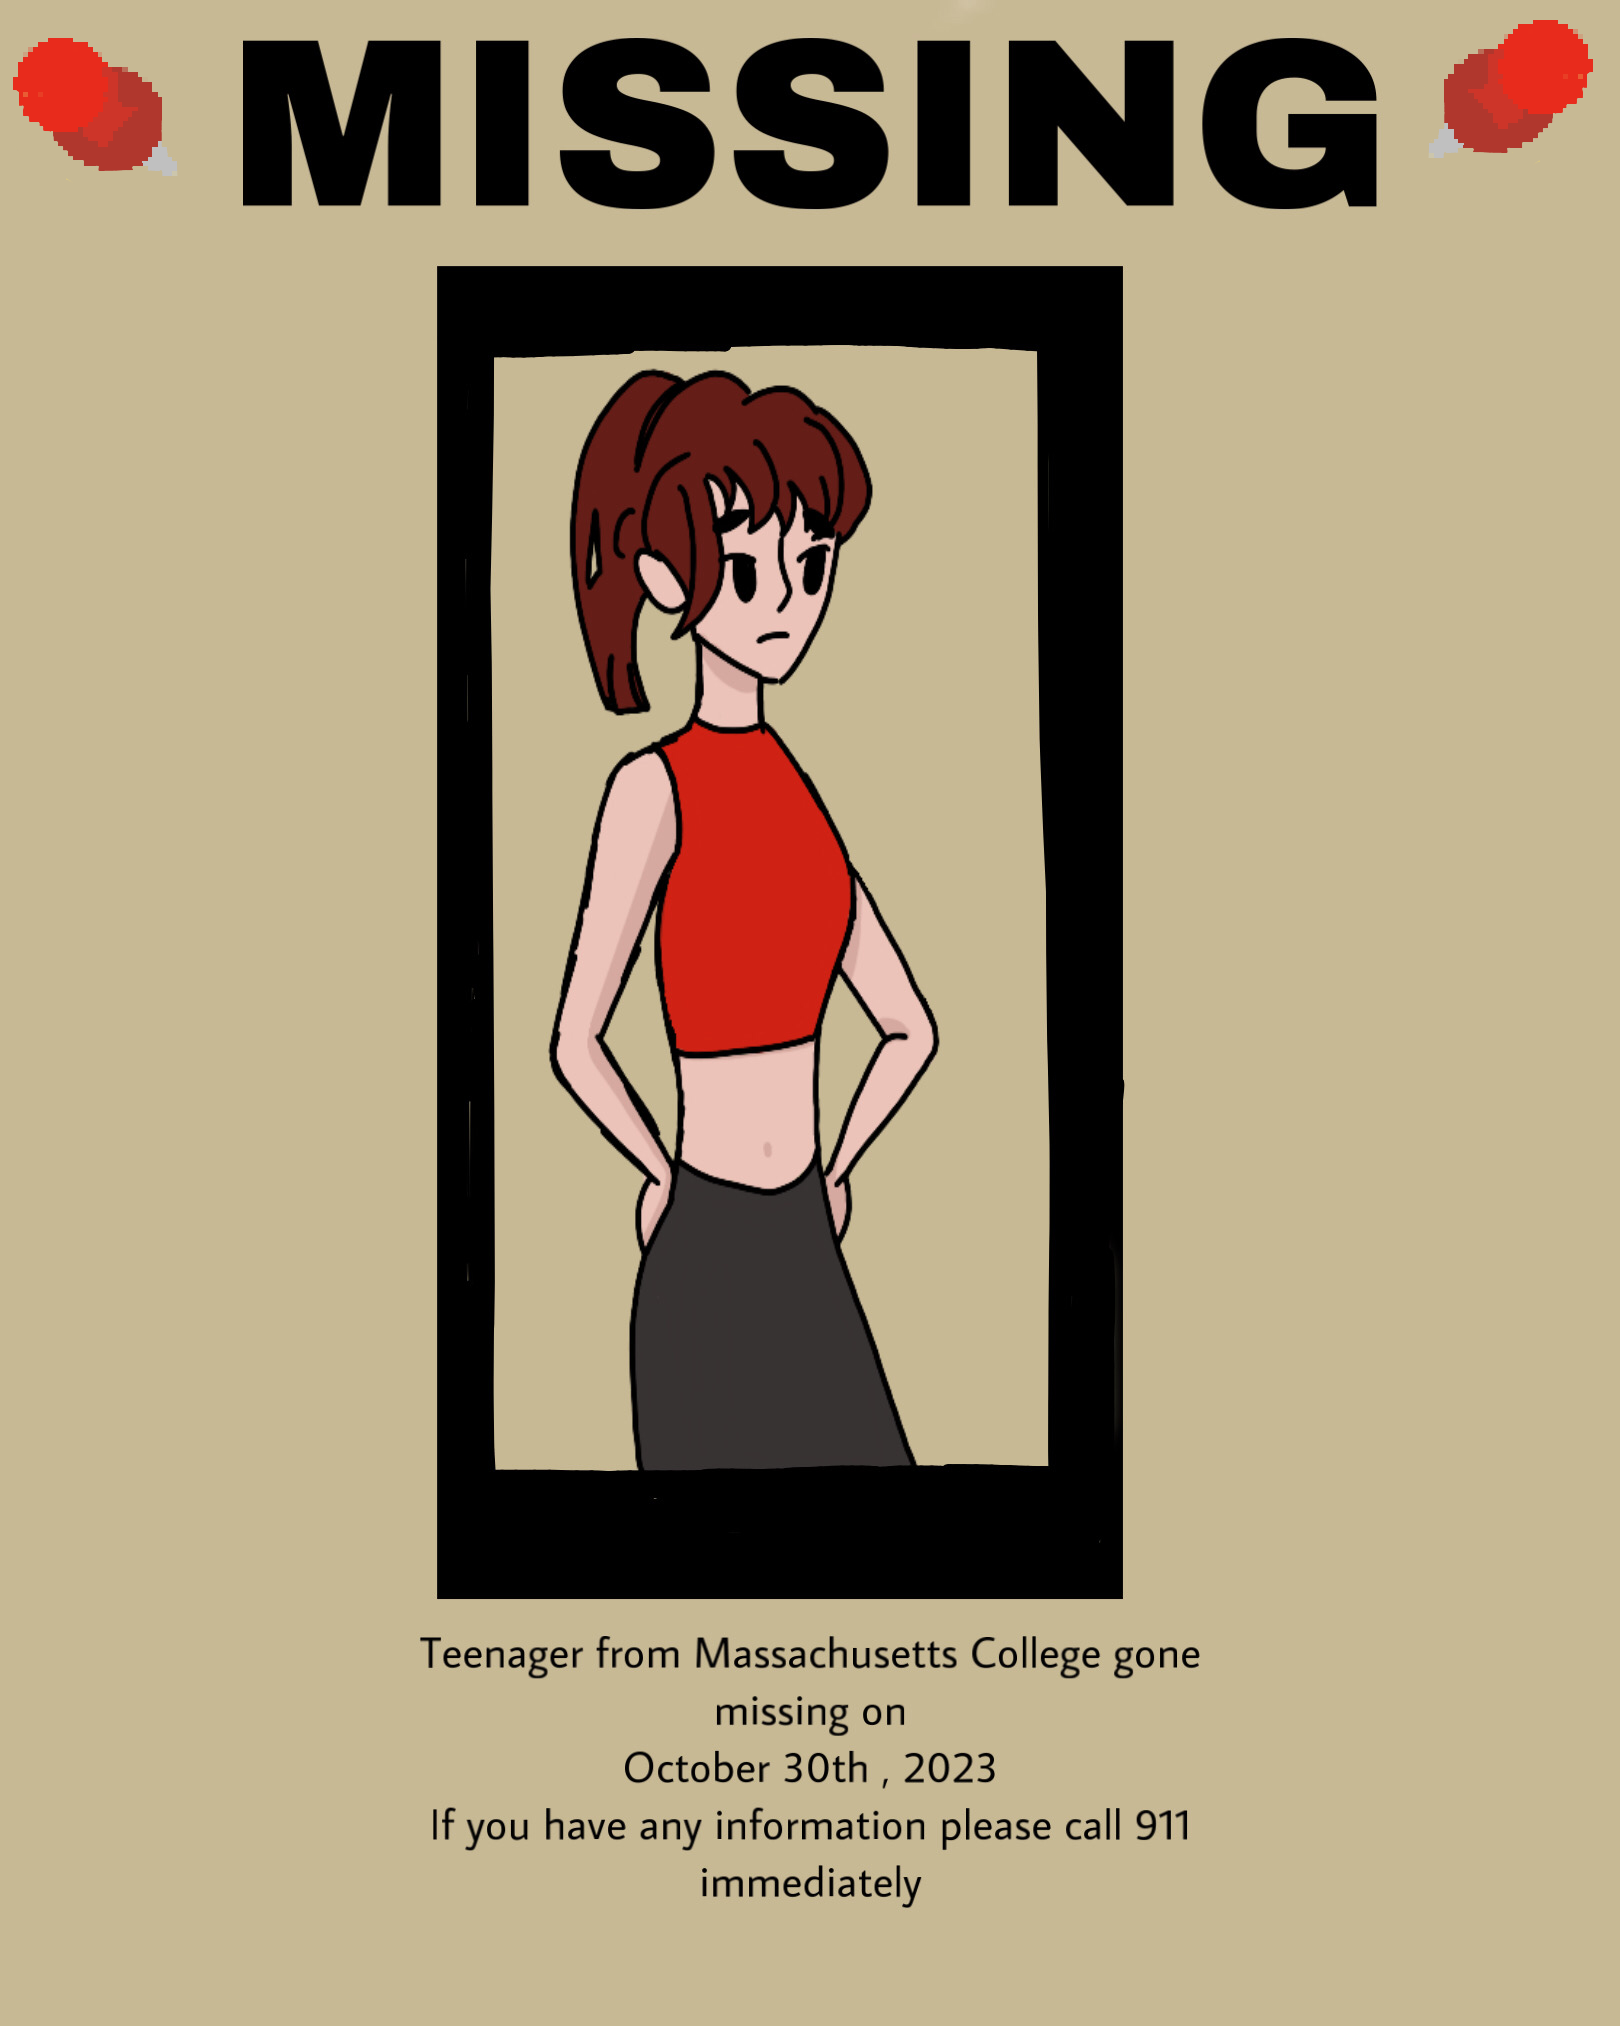 MISSING
Teenager from Massachusetts College gone
missing on
October 30th , 2023
If you have any information please call 911
immediately